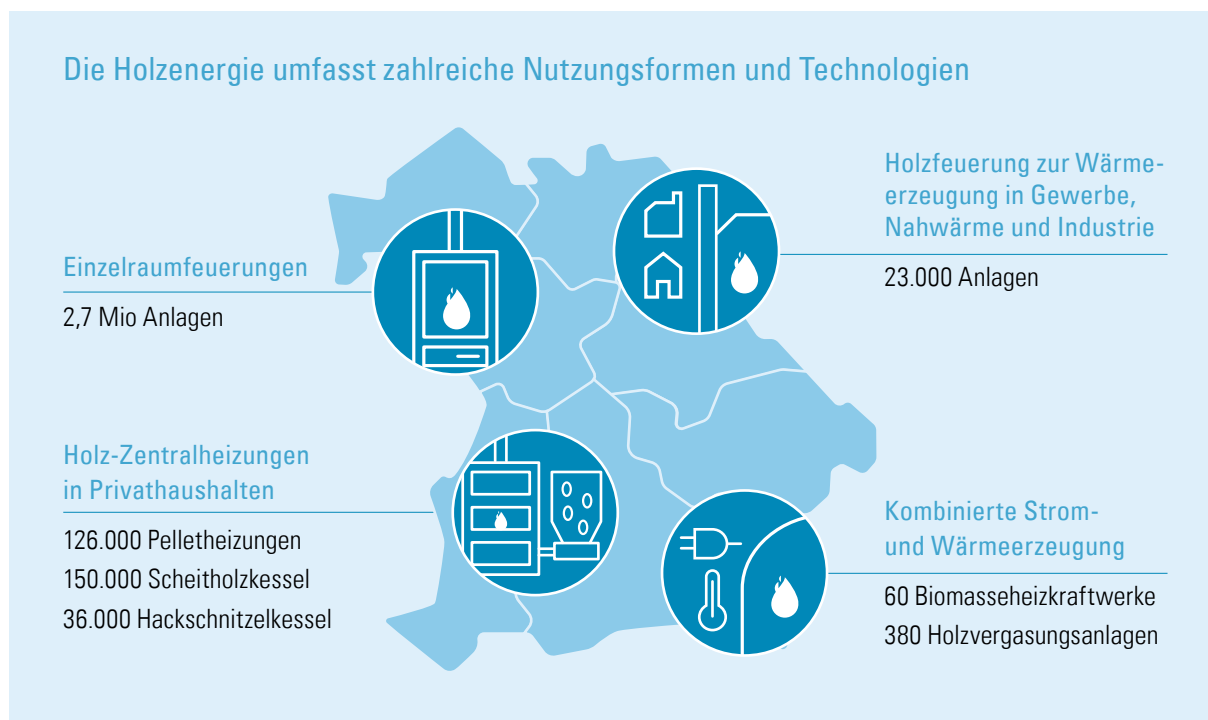 Die Holzenergie umfasst zahlreiche Nutzungsformen und Technologien
Einzelraumfeuerungen
2,7 Mio Anlagen
Holzfeuerung zur Wärme-
erzeugung in Gewerbe,
Nahwärme und Industrie
23.000 Anlagen
Holz-Zentralheizungen
in Privathaushalten
126.000 Pelletheizungen
150.000 Scheitholzkessel
36.000 Hackschnitzelkessel
Kombinierte Strom-
und Wärmeerzeugung
60 Biomasseheizkraftwerke
380 Holzvergasungsanlagen